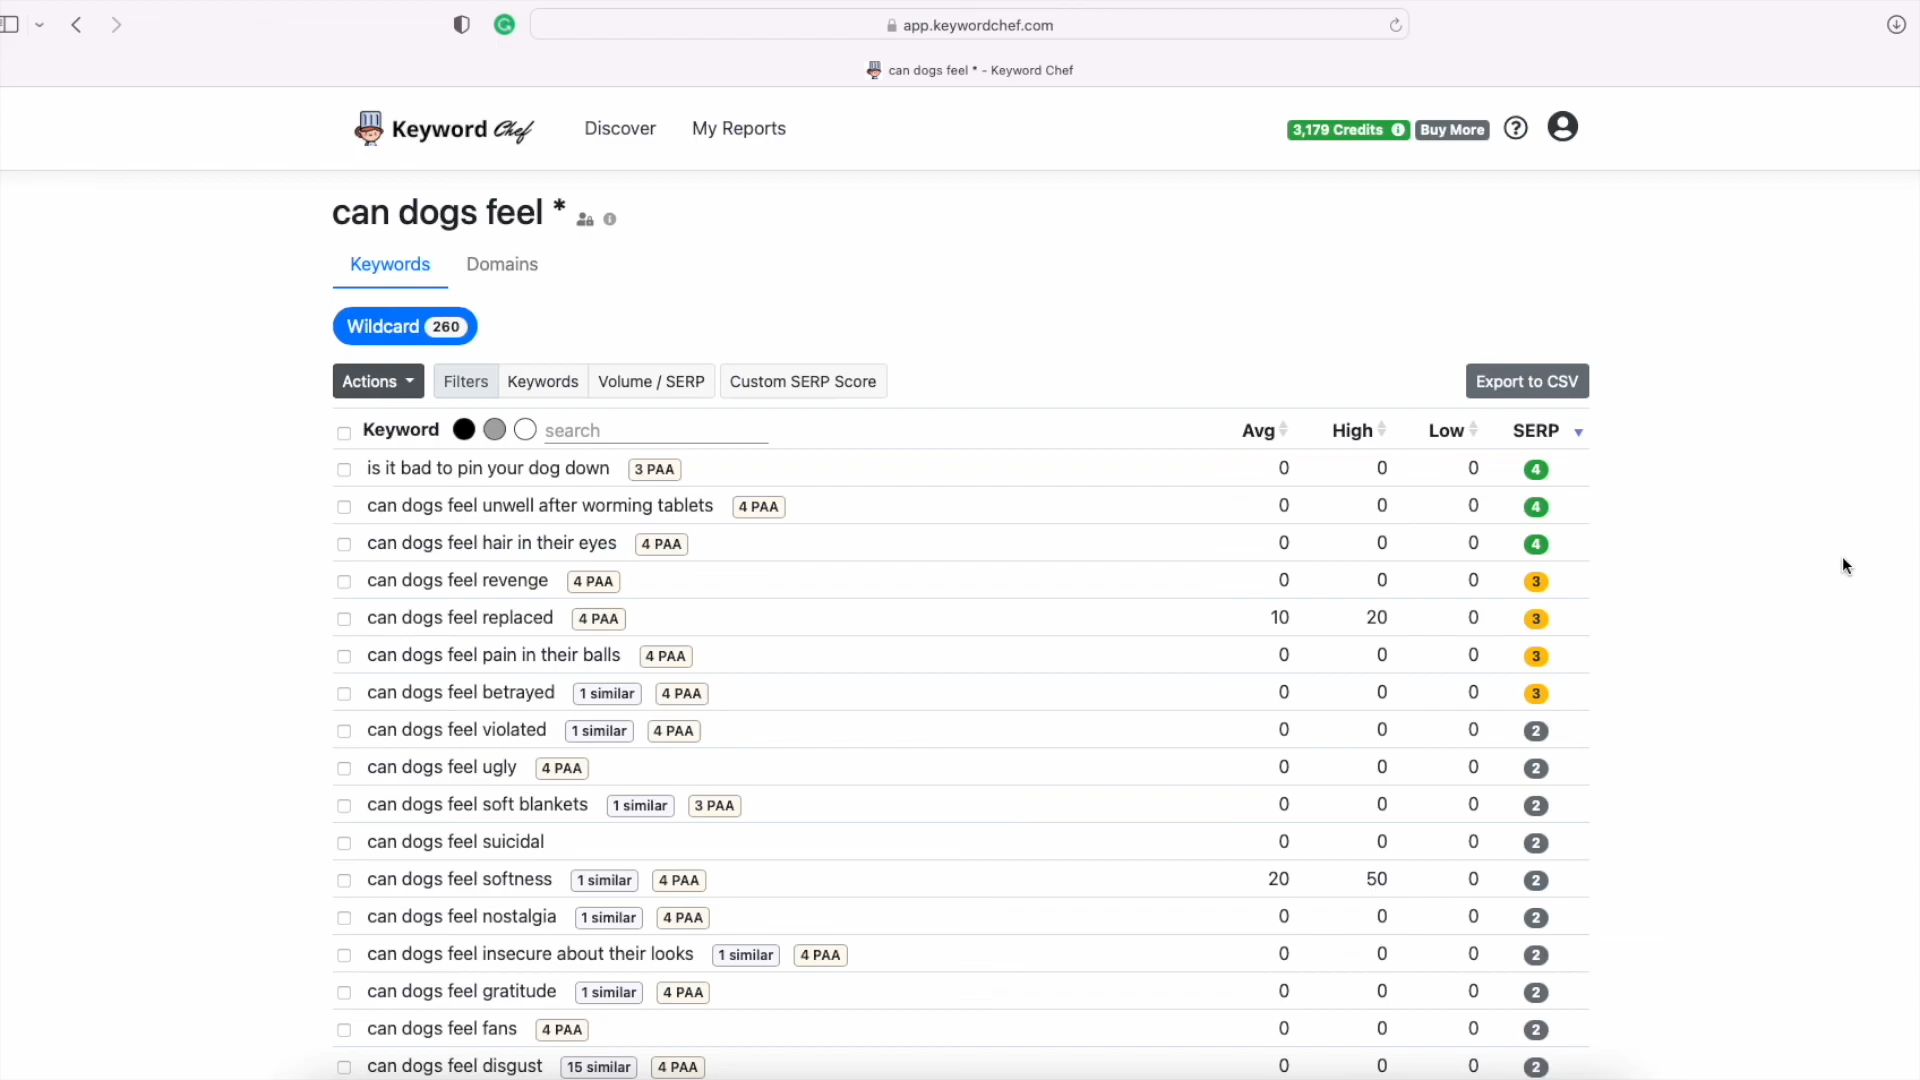 app.keywordchef.com
can dogs feel * - Keyword Chef
Keyword Chef Discover My Reports 3,179 Credits Buy More
can dogs feel *
Keywords Domains
Wildcard 260
Actions Filters Keywords Volume / SERP Custom SERP Score Export to CSV
Keyword search Avg High Low SERP
is it bad to pin your dog down 3 PAA 0 0 0 4
can dogs feel unwell after worming tablets 4 PAA 0 0 0 4
can dogs feel hair in their eyes 4 PAA 0 0 0 4
can dogs feel revenge 4 PAA 0 0 0 3
can dogs feel replaced 4 PAA 10 20 0 3
can dogs feel pain in their balls 4 PAA 0 0 0 3
can dogs feel betrayed 1 similar 4 PAA 0 0 0 3
can dogs feel violated 1 similar 4 PAA 0 0 0 2
can dogs feel ugly 4 PAA 0 0 0 2
can dogs feel soft blankets 1 similar 3 PAA 0 0 0 2
can dogs feel suicidal 0 0 0 2
can dogs feel softness 1 similar 4 PAA 20 50 0 2
can dogs feel nostalgia 1 similar 4 PAA 0 0 0 2
can dogs feel insecure about their looks 1 similar 4 PAA 0 0 0 2
can dogs feel gratitude 1 similar 4 PAA 0 0 0 2
can dogs feel fans 4 PAA 0 0 0 2
can dogs feel disgust 15 similar 4 PAA 0 0 0 2